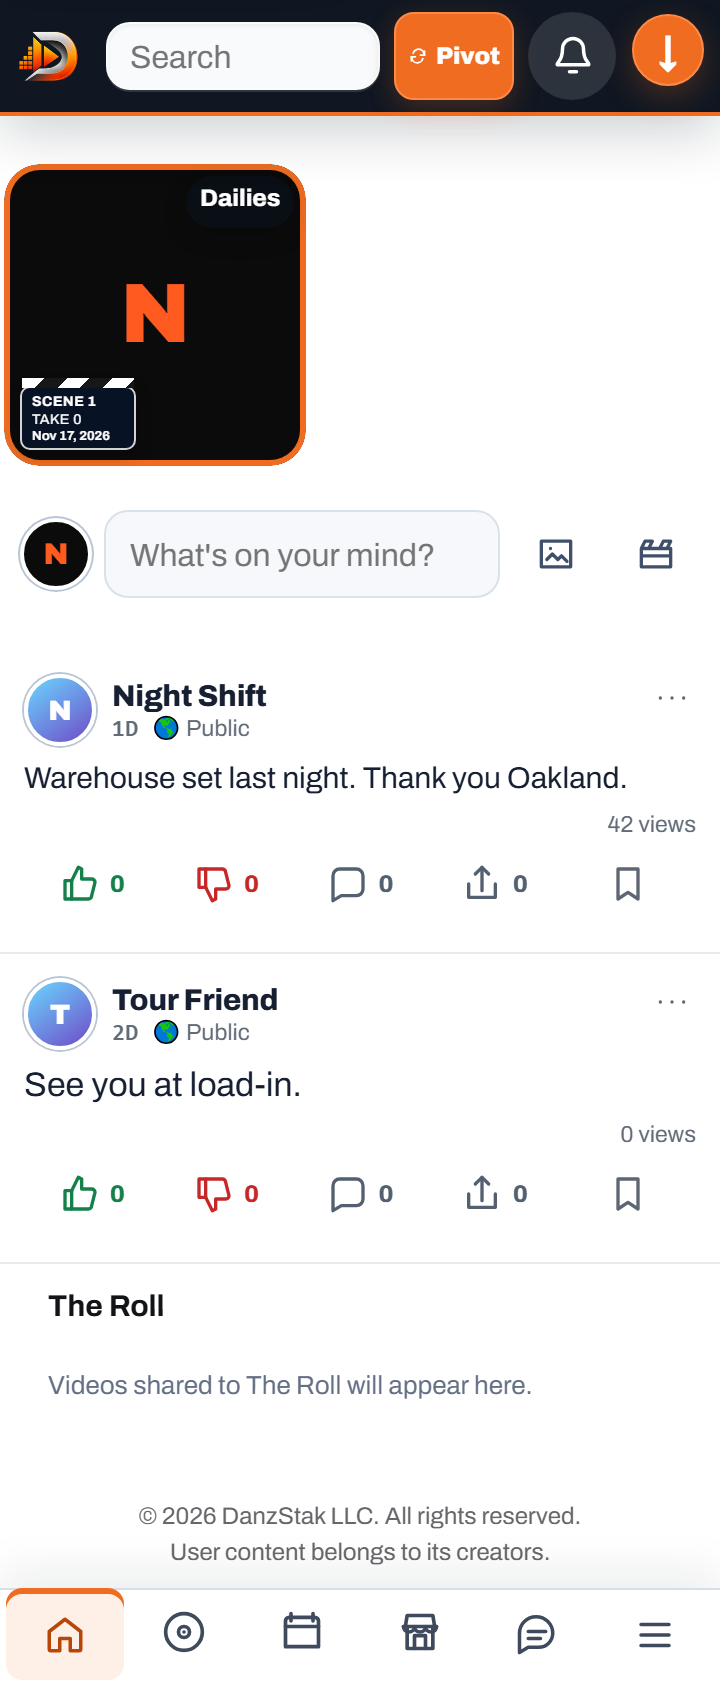 Search
Pivot
Dailies
N
SCENE 1
TAKE 0
Nov 17, 2026
N
What's on your mind?
N
Night Shift
1D Public
Warehouse set last night. Thank you Oakland.
42 views
0 0 0 0
T
Tour Friend
2D Public
See you at load-in.
0 views
0 0 0 0
The Roll
Videos shared to The Roll will appear here.
© 2026 DanzStak LLC. All rights reserved.
User content belongs to its creators.